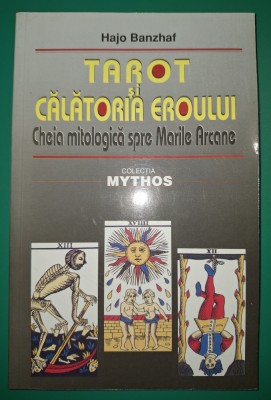 Hajo Banzhaf
TAROT
și
CĂLĂTORIA EROULUI
Cheia mitologică spre Marile Arcane
COLECȚIA
MYTHOS
XIII
XVIIII
XII